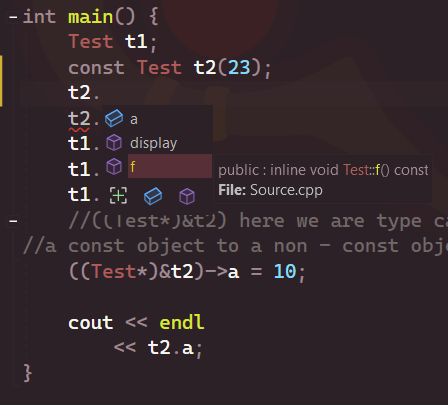 int main() {
Test t1;
const Test t2(23);
t2.
t2. a
t1. display
t1. f public : inline void Test::f() const
t1. File: Source.cpp
//((Test*)&t2) here we are type ca
//a const object to a non - const obje
((Test*)&t2)->a = 10;
cout << endl
<< t2.a;
}